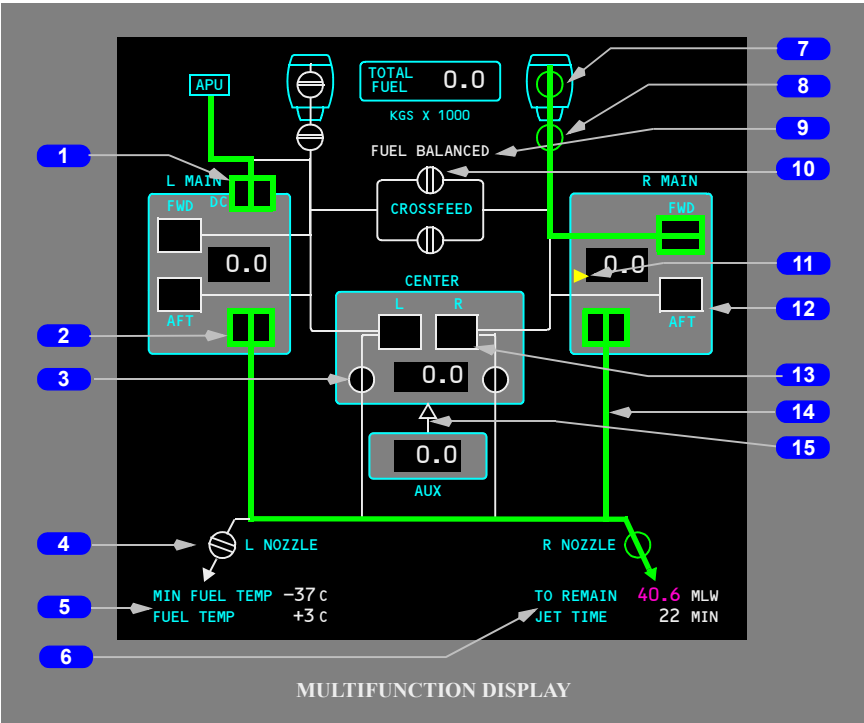 7
APU
TOTAL
FUEL
0.0
8
KGS X 1000
9
1
FUEL BALANCED
10
L MAIN
R MAIN
DC
FWD
CROSSFEED
FWD
0.0
0.0
11
CENTER
12
AFT
L
R
AFT
2
3
0.0
13
14
0.0
15
AUX
4
L NOZZLE
R NOZZLE
5
MIN FUEL TEMP -37C
FUEL TEMP +3C
TO REMAIN 40.6 MLW
JET TIME 22 MIN
6
MULTIFUNCTION DISPLAY